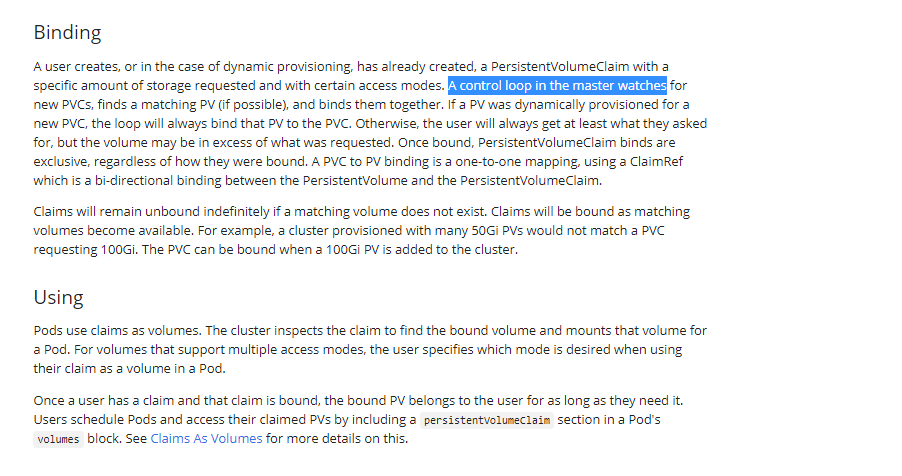 Binding
A user creates, or in the case of dynamic provisioning, has already created, a PersistentVolumeClaim with a
specific amount of storage requested and with certain access modes. A control loop in the master watches for
new PVCs, finds a matching PV (if possible), and binds them together. If a PV was dynamically provisioned for a
new PVC, the loop will always bind that PV to the PVC. Otherwise, the user will always get at least what they asked
for, but the volume may be in excess of what was requested. Once bound, PersistentVolumeClaim binds are
exclusive, regardless of how they were bound. A PVC to PV binding is a one-to-one mapping, using a ClaimRef
which is a bi-directional binding between the PersistentVolume and the PersistentVolumeClaim.
Claims will remain unbound indefinitely if a matching volume does not exist. Claims will be bound as matching
volumes become available. For example, a cluster provisioned with many 50Gi PVs would not match a PVC
requesting 100Gi. The PVC can be bound when a 100Gi PV is added to the cluster.
Using
Pods use claims as volumes. The cluster inspects the claim to find the bound volume and mounts that volume for
a Pod. For volumes that support multiple access modes, the user specifies which mode is desired when using
their claim as a volume in a Pod.
Once a user has a claim and that claim is bound, the bound PV belongs to the user for as long as they need it.
Users schedule Pods and access their claimed PVs by including a persistentVolumeClaim section in a Pod's
volumes block. See Claims As Volumes for more details on this.